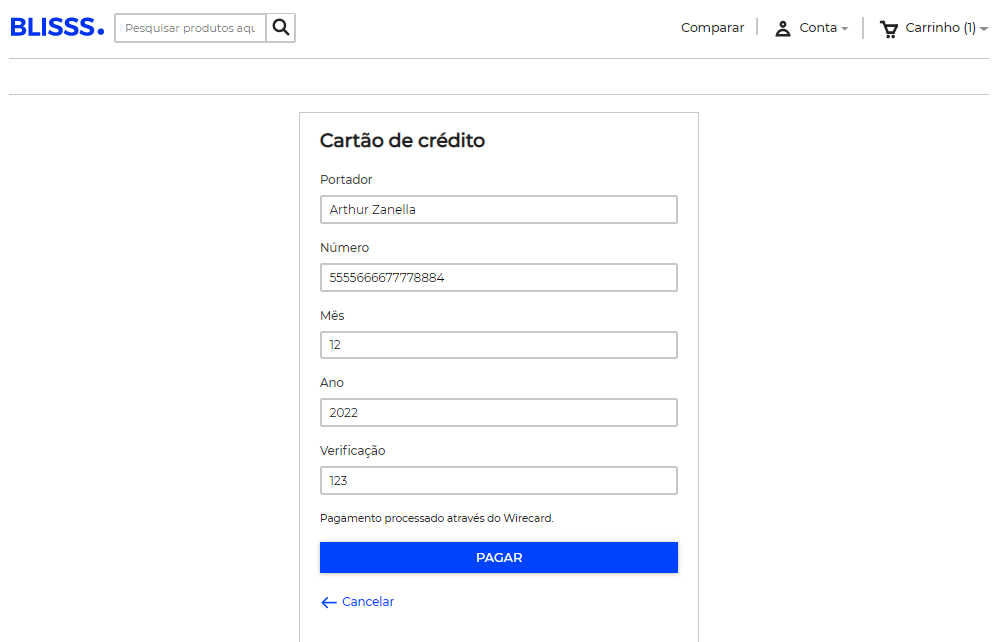 BLISSS. Pesquisar produtos aqu Comparar Conta Carrinho (1)
Cartão de crédito
Portador
Arthur Zanella
Número
5555666677778884
Mês
12
Ano
2022
Verificação
123
Pagamento processado através do Wirecard.
PAGAR
Cancelar